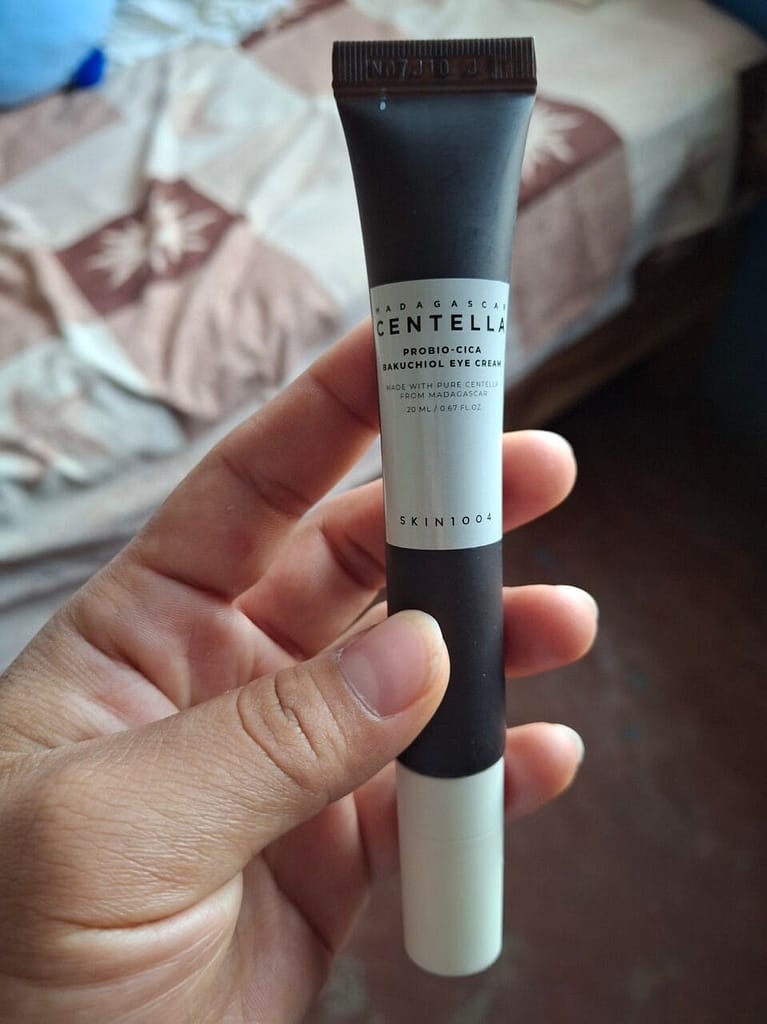 MADAGASCAR
CENTELLA
PROBIO-CICA
BAKUCHIOL EYE CREAM
MADE WITH PURE CENTELLA
FROM MADAGASCAR
20 ML / 0.67 FL.OZ.
SKIN1004